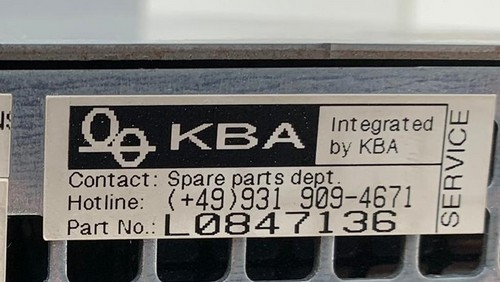 KBA
Integrated
by KBA
Contact: Spare parts dept.
Hotline: (+49)931 909-4671
Part No.: L0847136
SERVICE